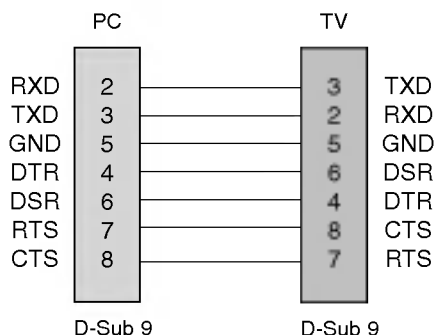 PC TV
RXD 2 3 TXD
TXD 3 2 RXD
GND 5 5 GND
DTR 4 6 DSR
DSR 6 4 DTR
RTS 7 8 CTS
CTS 8 7 RTS
D-Sub 9 D-Sub 9